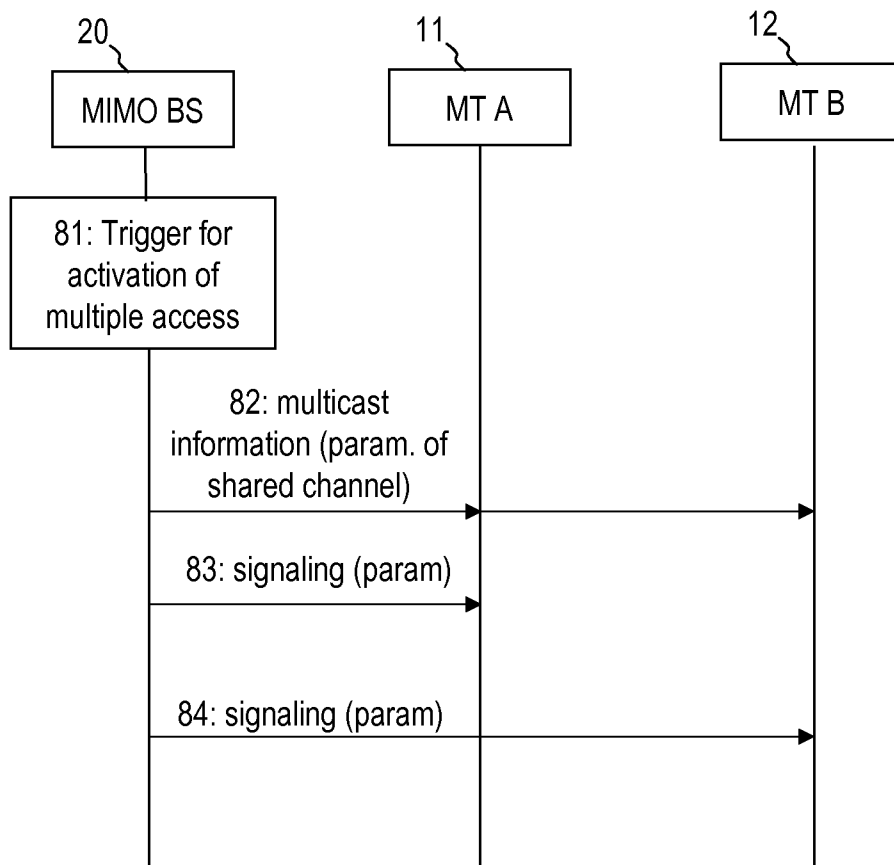 20
11
12
MIMO BS
MT A
MT B
81: Trigger for
activation of
multiple access
82: multicast
information (param. of
shared channel)
83: signaling (param)
84: signaling (param)